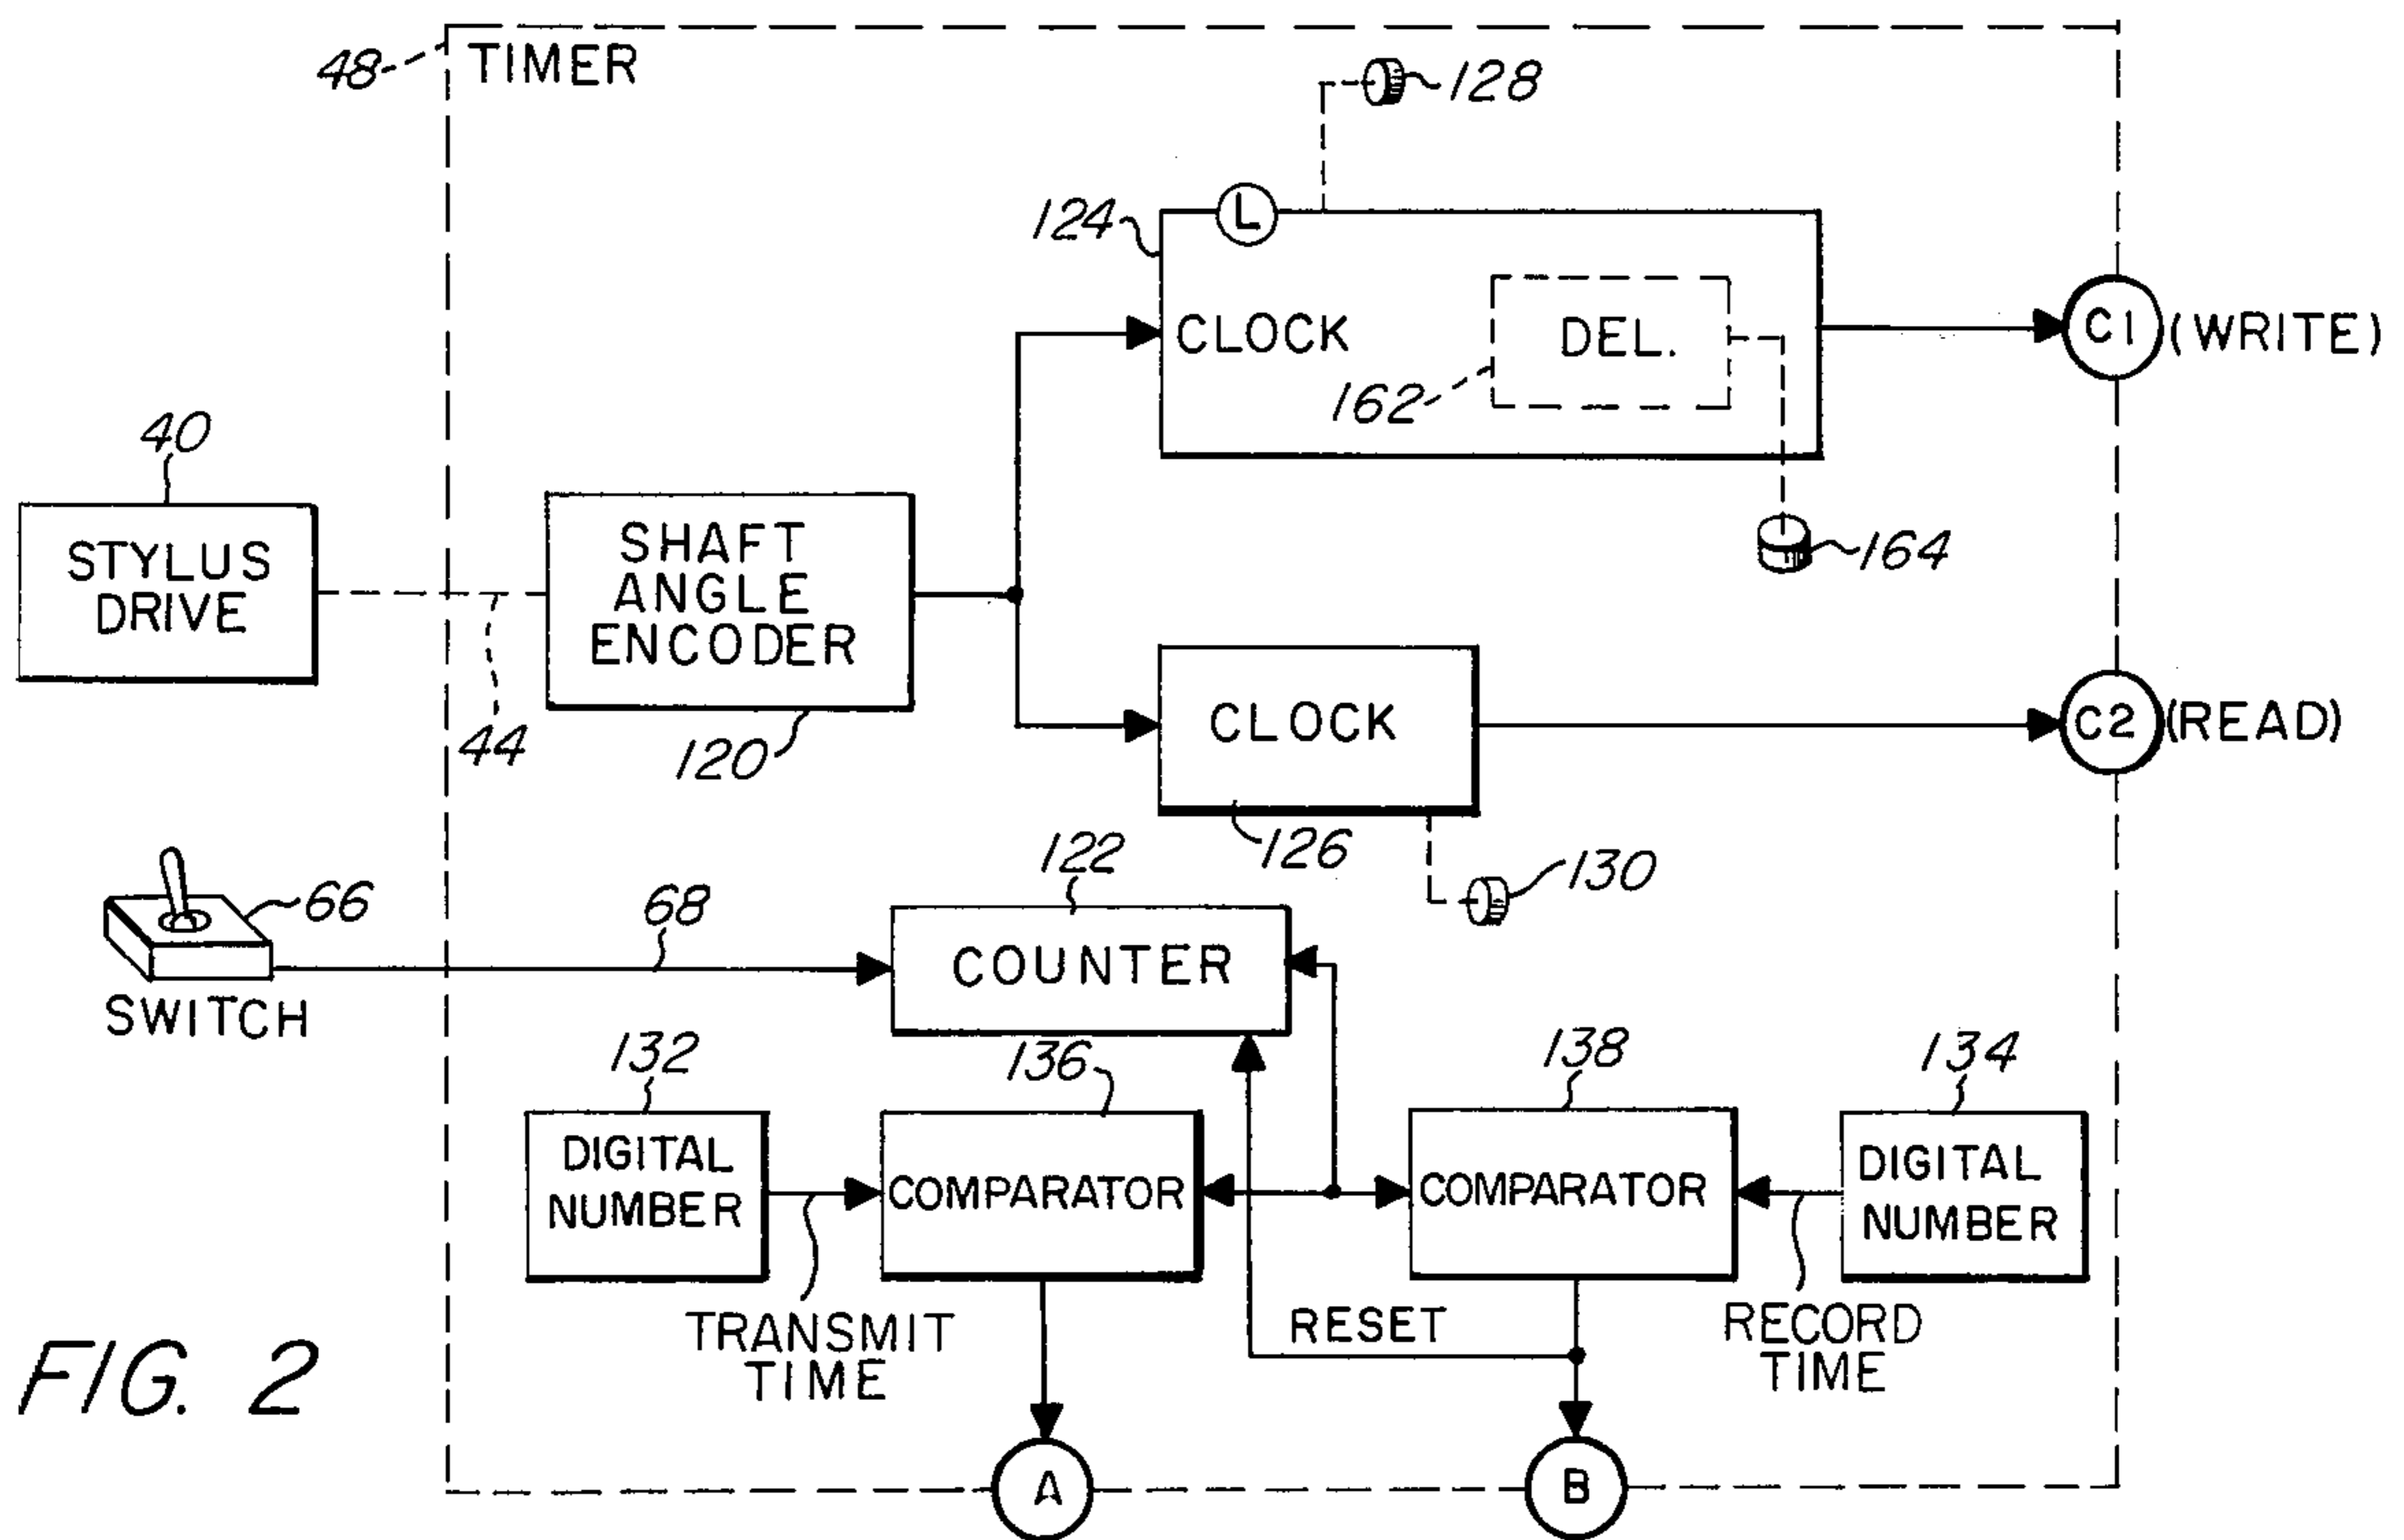 48
TIMER
128
124
L
CLOCK
DEL.
162
C1
(WRITE)
40
164
STYLUS
DRIVE
SHAFT
ANGLE
ENCODER
44
120
CLOCK
C2
(READ)
126
130
122
66
68
COUNTER
SWITCH
132
136
138
134
DIGITAL
NUMBER
COMPARATOR
COMPARATOR
DIGITAL
NUMBER
TRANSMIT
TIME
RESET
RECORD
TIME
FIG. 2
A
B